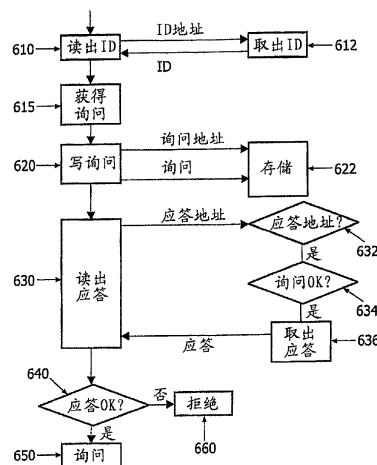 ID地址
610
读出ID
取出ID
612
ID
615
获得
询问
询问地址
620
写询问
询问
存储
622
应答地址
应答地址?
632
是
630
读出
应答
询问OK?
634
是
应答
取出
应答
636
640
应答OK?
否
拒绝
是
660
650
询问